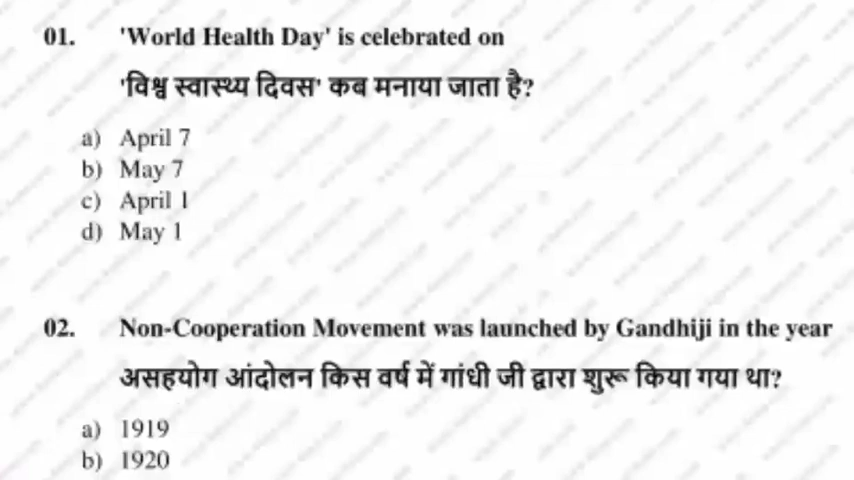 01. 'World Health Day' is celebrated on
'विश्व स्वास्थ्य दिवस' कब मनाया जाता है?
a) April 7
b) May 7
c) April 1
d) May 1
02. Non-Cooperation Movement was launched by Gandhiji in the year
असहयोग आंदोलन किस वर्ष में गांधी जी द्वारा शुरू किया गया था?
a) 1919
b) 1920